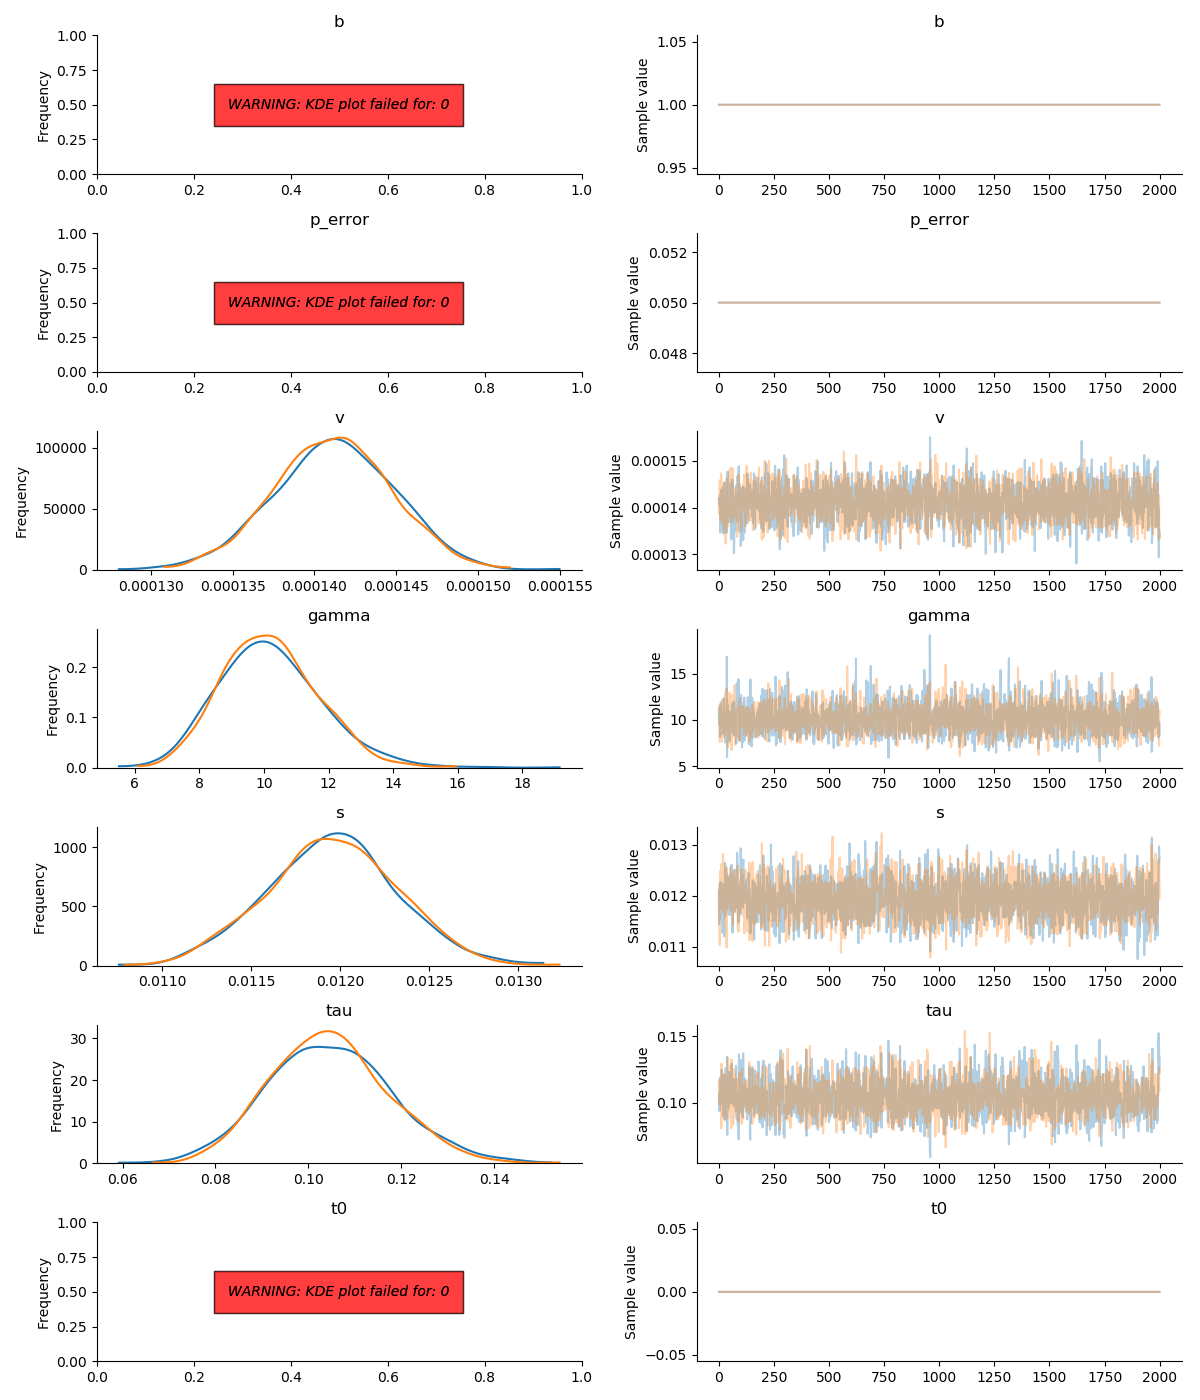 b
1.00
0.75
0.50
0.25
0.00
Frequency
WARNING: KDE plot failed for: 0
0.0 0.2 0.4 0.6 0.8 1.0
b
1.05
1.00
0.95
Sample value
0 250 500 750 1000 1250 1500 1750 2000
p_error
1.00
0.75
0.50
0.25
0.00
Frequency
WARNING: KDE plot failed for: 0
0.0 0.2 0.4 0.6 0.8 1.0
p_error
0.052
0.050
0.048
Sample value
0 250 500 750 1000 1250 1500 1750 2000
v
100000
50000
0
Frequency
0.000130 0.000135 0.000140 0.000145 0.000150 0.000155
v
0.00015
0.00014
0.00013
Sample value
0 250 500 750 1000 1250 1500 1750 2000
gamma
0.2
0.1
0.0
Frequency
6 8 10 12 14 16 18
gamma
15
10
5
Sample value
0 250 500 750 1000 1250 1500 1750 2000
s
1000
500
0
Frequency
0.0110 0.0115 0.0120 0.0125 0.0130
s
0.013
0.012
0.011
Sample value
0 250 500 750 1000 1250 1500 1750 2000
tau
30
20
10
0
Frequency
0.06 0.08 0.10 0.12 0.14
tau
0.15
0.10
Sample value
0 250 500 750 1000 1250 1500 1750 2000
t0
1.00
0.75
0.50
0.25
0.00
Frequency
WARNING: KDE plot failed for: 0
0.0 0.2 0.4 0.6 0.8 1.0
t0
0.05
0.00
−0.05
Sample value
0 250 500 750 1000 1250 1500 1750 2000